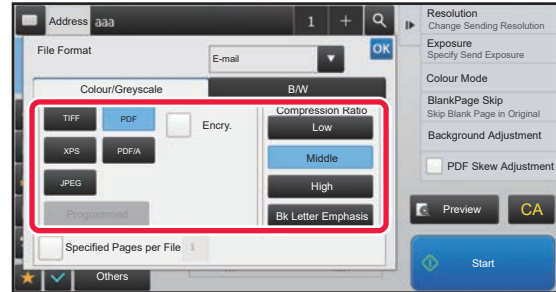 Address aaa 1 +
File Format
E-mail
OK
Colour/Greyscale B/W
TIFF PDF Encry.
XPS PDF/A
JPEG
Programmed
Compression Ratio
Low
Middle
High
Bk Letter Emphasis
Specified Pages per File 1
Others
Resolution
Change Sending Resolution
Exposure
Specify Send Exposure
Colour Mode
BlankPage Skip
Skip Blank Page in Original
Background Adjustment
PDF Skew Adjustment
Preview CA
Start